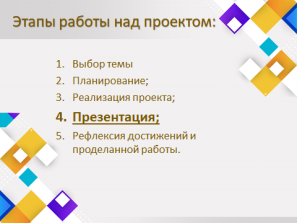 Этапы работы над проектом:
1. Выбор темы
2. Планирование;
3. Реализация проекта;
4. Презентация;
5. Рефлексия достижений и
проделанной работы.